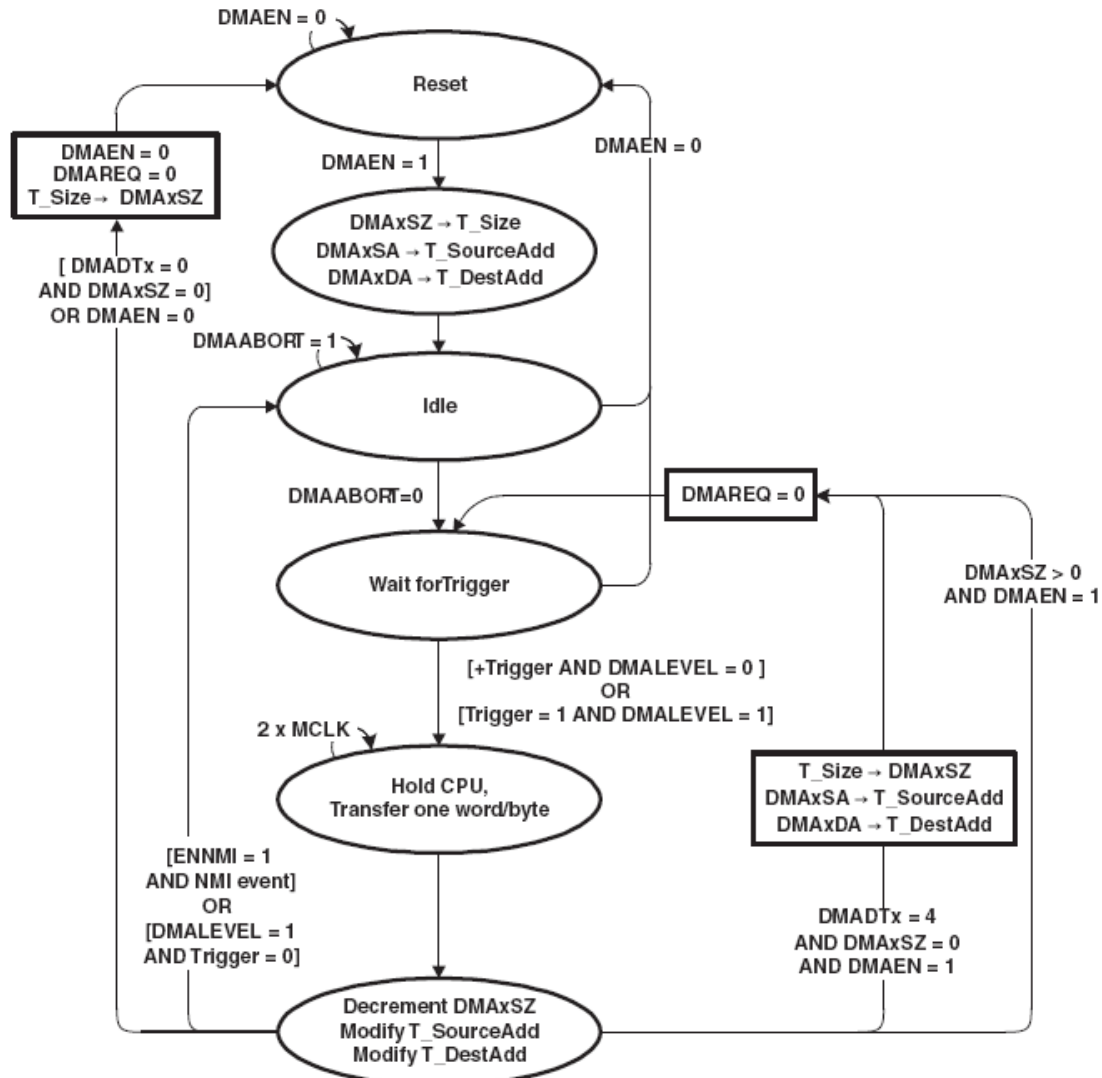 DMAEN = 0
Reset
DMAEN = 0
DMAREQ = 0
T_Size → DMAxSZ
DMAEN = 1
DMAEN = 0
DMAxSZ → T_Size
DMAxSA → T_SourceAdd
DMAxDA → T_DestAdd
[ DMADTx = 0
AND DMAxSZ = 0]
OR DMAEN = 0
DMAABORT = 1
Idle
DMAABORT=0
DMAREQ = 0
Wait forTrigger
DMAxSZ > 0
AND DMAEN = 1
[+Trigger AND DMALEVEL = 0 ]
OR
[Trigger = 1 AND DMALEVEL = 1]
2 x MCLK
Hold CPU,
Transfer one word/byte
T_Size → DMAxSZ
DMAxSA → T_SourceAdd
DMAxDA → T_DestAdd
[ENNMI = 1
AND NMI event]
OR
[DMALEVEL = 1
AND Trigger = 0]
DMADTx = 4
AND DMAxSZ = 0
AND DMAEN = 1
Decrement DMAxSZ
Modify T_SourceAdd
Modify T_DestAdd